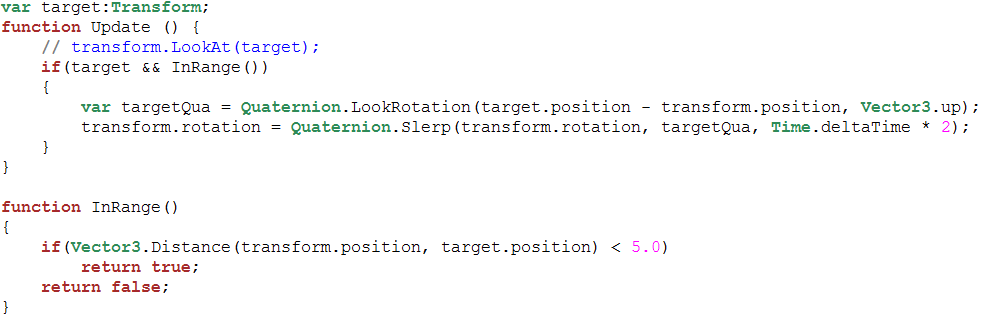 var target:Transform;
function Update () {
    // transform.LookAt(target);
    if(target && InRange())
    {
        var targetQua = Quaternion.LookRotation(target.position - transform.position, Vector3.up);
        transform.rotation = Quaternion.Slerp(transform.rotation, targetQua, Time.deltaTime * 2);
    }
}

function InRange()
{
    if(Vector3.Distance(transform.position, target.position) < 5.0)
        return true;
    return false;
}